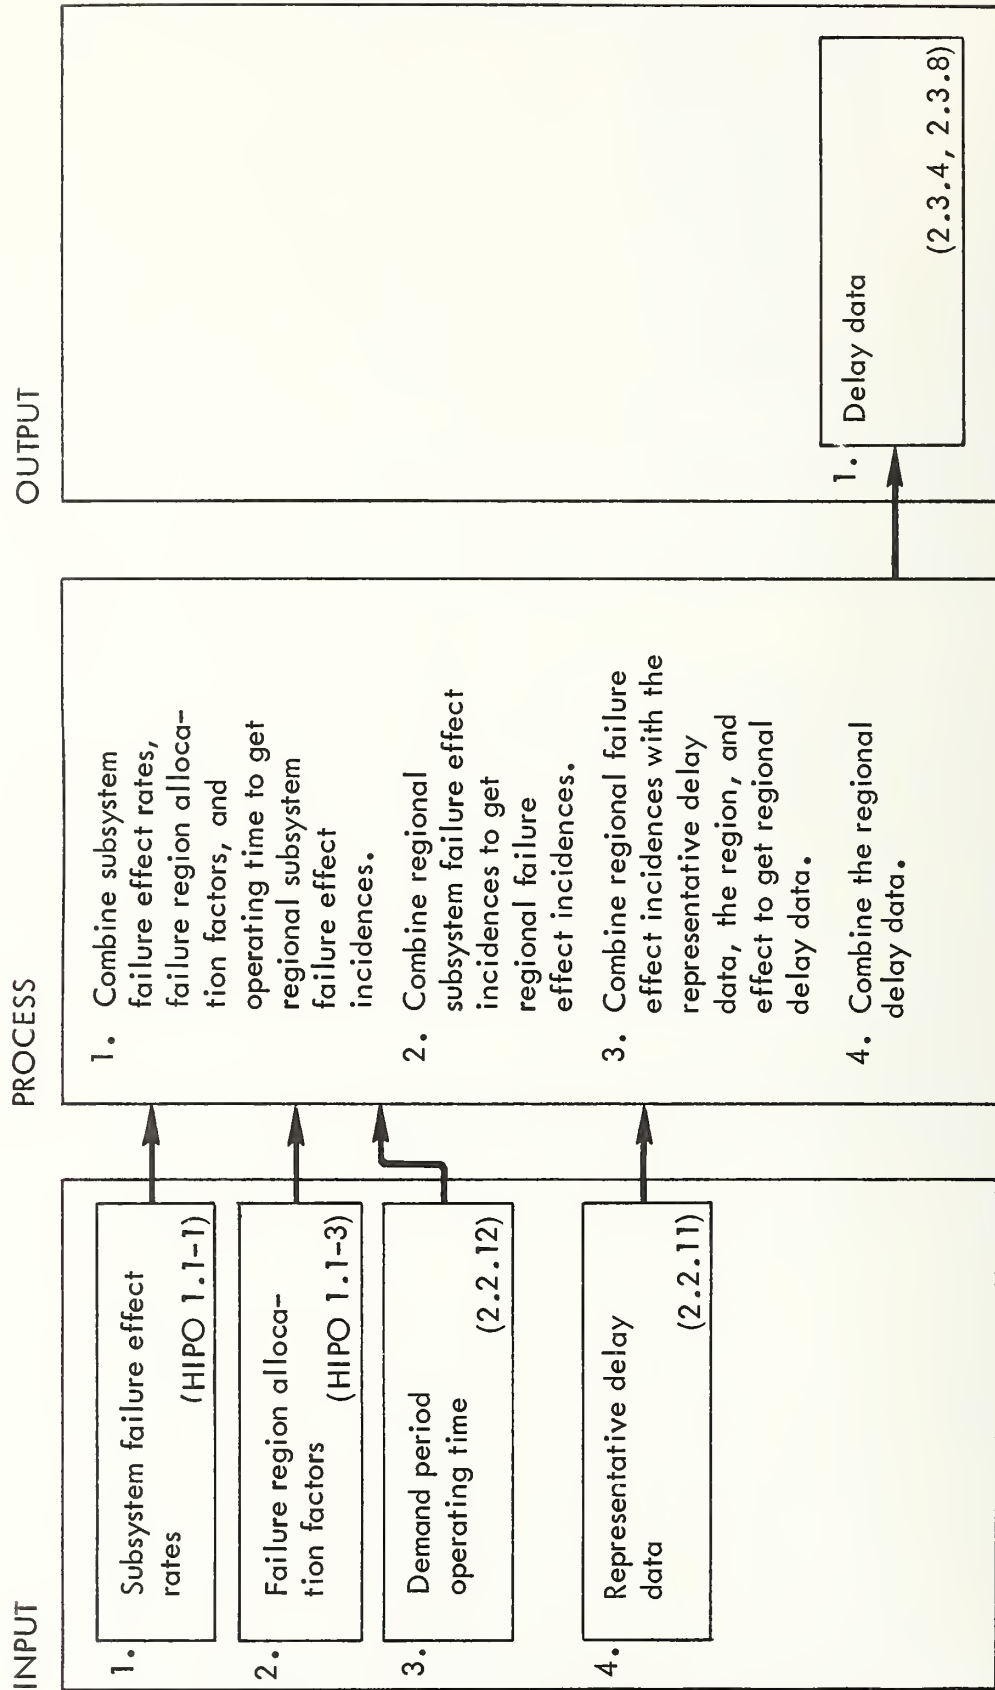 INPUT
1.
Subsystem failure effect
rates
(HIPO 1.1-1)
2.
Failure region alloca-
tion factors
(HIPO 1.1-3)
3.
Demand period
operating time
(2.2.12)
4.
Representative delay
data
(2.2.11)
PROCESS
1. Combine subsystem
failure effect rates,
failure region alloca-
tion factors, and
operating time to get
regional subsystem
failure effect
incidences.
2. Combine regional
subsystem failure effect
incidences to get
regional failure
effect incidences.
3. Combine regional failure
effect incidences with the
representative delay
data, the region, and
effect to get regional
delay data.
4. Combine the regional
delay data.
OUTPUT
1. Delay data
(2.3.4, 2.3.8)